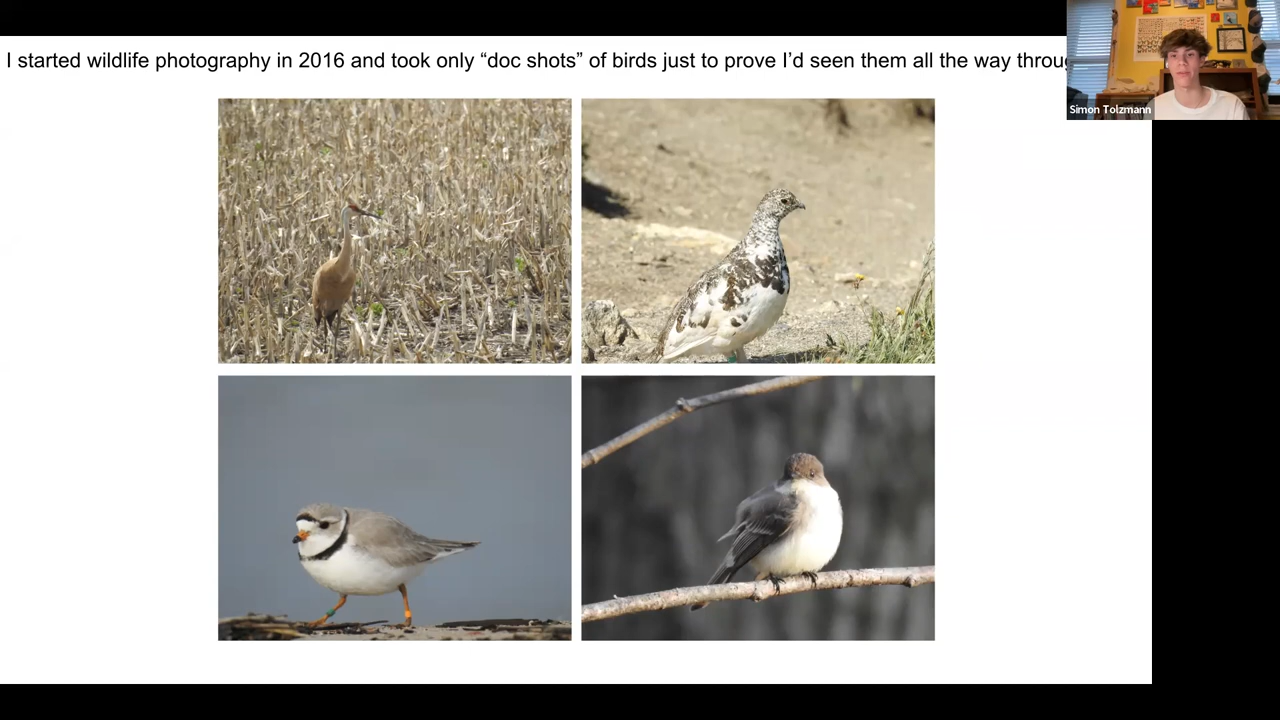 I started wildlife photography in 2016 and took only “doc shots” of birds just to prove I’d seen them all the way
Simon Tolzmann